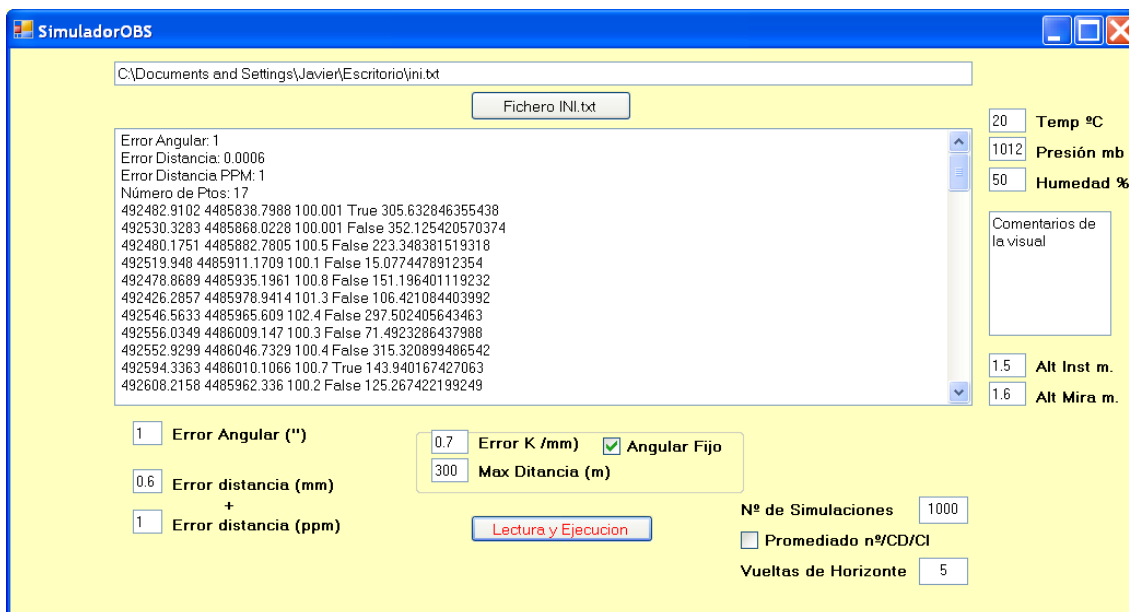 SimuladorOBS
C:\Documents and Settings\Javier\Escritorio\ini.txt
Fichero INI.txt
Error Angular: 1
Error Distancia: 0.0006
Error Distancia PPM: 1
Número de Ptos: 17
492482.9102 4485838.7988 100.001 True 305.632846355438
492530.3283 4485868.0228 100.001 False 352.125420570374
492480.1751 4485882.7805 100.5 False 223.348381519318
492519.948 4485911.1709 100.1 False 15.0774478912354
492478.8689 4485935.1961 100.8 False 151.196401119232
492426.2857 4485978.9414 101.3 False 106.421084403992
492546.5633 4485965.609 102.4 False 297.502405643463
492556.0349 4486009.147 100.3 False 71.4923286437988
492552.9299 4486046.7329 100.4 False 315.320899486542
492594.3363 4486010.1066 100.7 True 143.940167427063
492608.2158 4485962.336 100.2 False 125.267422199249
20 Temp ºC
1012 Presión mb
50 Humedad %
Comentarios de
la visual
1.5 Alt Inst m.
1.6 Alt Mira m.
1 Error Angular (")
0.6 Error distancia (mm)
+
1 Error distancia (ppm)
0.7 Error K /mm) Angular Fijo
300 Max Ditancia (m)
Lectura y Ejecucion
Nº de Simulaciones 1000
Promediado nº/CD/CI
Vueltas de Horizonte 5